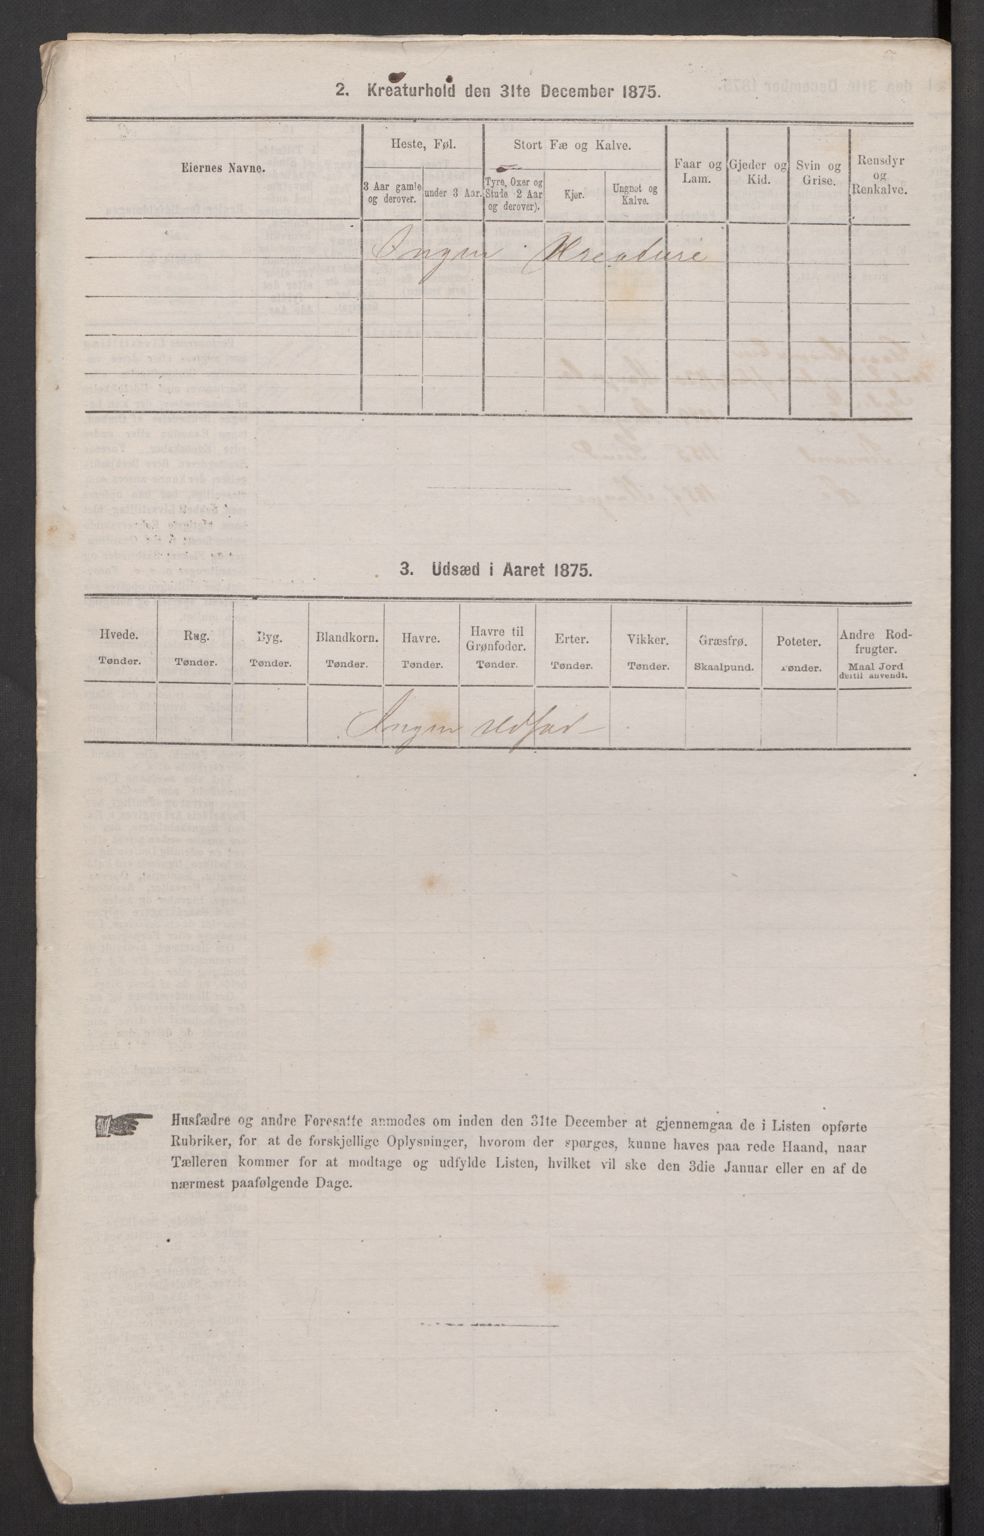 2. Kreaturhold den 31te December 1875.
Eiernes Navne.
Heste, Føl.
3 Aar gamle og derover.
under 3 Aar.
Stort Fæ og Kalve.
Tyre, Oxer og Stude 2 Aar og derover).
Kjør.
Ungnøt og Kalve.
Faar og Lam.
Gjeder og Kid.
Svin og Grise.
Rensdyr og Renkalve.
Ingen Kreature
3. Udsæd i Aaret 1875.
Hvede. Tønder.
Rug. Tønder.
Byg. Tønder.
Blandkorn. Tønder.
Havre. Tønder.
Havre til Grønfoder. Tønder.
Erter. Tønder.
Vikker. Tønder.
Græsfrø. Skaalpund.
Poteter. Tønder.
Andre Rodfrugter. Maal Jord dertil anvendt.
Ingen Udsæd
Husfædre og andre Foresatte anmodes om inden den 31te December at gjennemgaa de i Listen opførte
Rubriker, for at de forskjellige Oplysninger, hvorom der spørges, kunne haves paa rede Haand, naar
Tælleren kommer for at modtage og udfylde Listen, hvilket vil ske den 3die Januar eller en af de
nærmest paafølgende Dage.